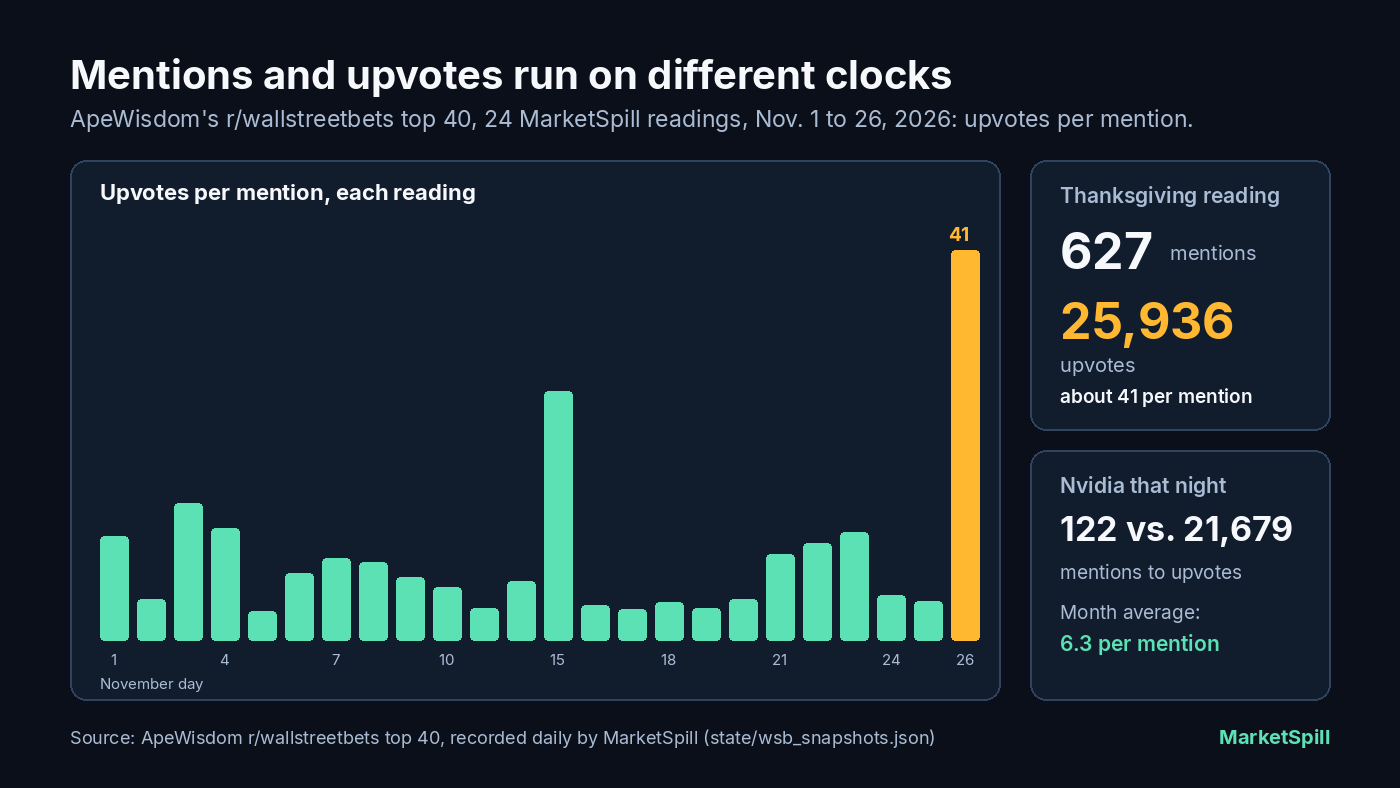 Mentions and upvotes run on different clocks
ApeWisdom's r/wallstreetbets top 40, 24 MarketSpill readings, Nov. 1 to 26, 2026: upvotes per mention.
Upvotes per mention, each reading
41
1 4 7 10 15 18 21 24 26
November day
Thanksgiving reading
627 mentions
25,936
upvotes
about 41 per mention
Nvidia that night
122 vs. 21,679
mentions to upvotes
Month average:
6.3 per mention
Source: ApeWisdom r/wallstreetbets top 40, recorded daily by MarketSpill (state/wsb_snapshots.json)
MarketSpill